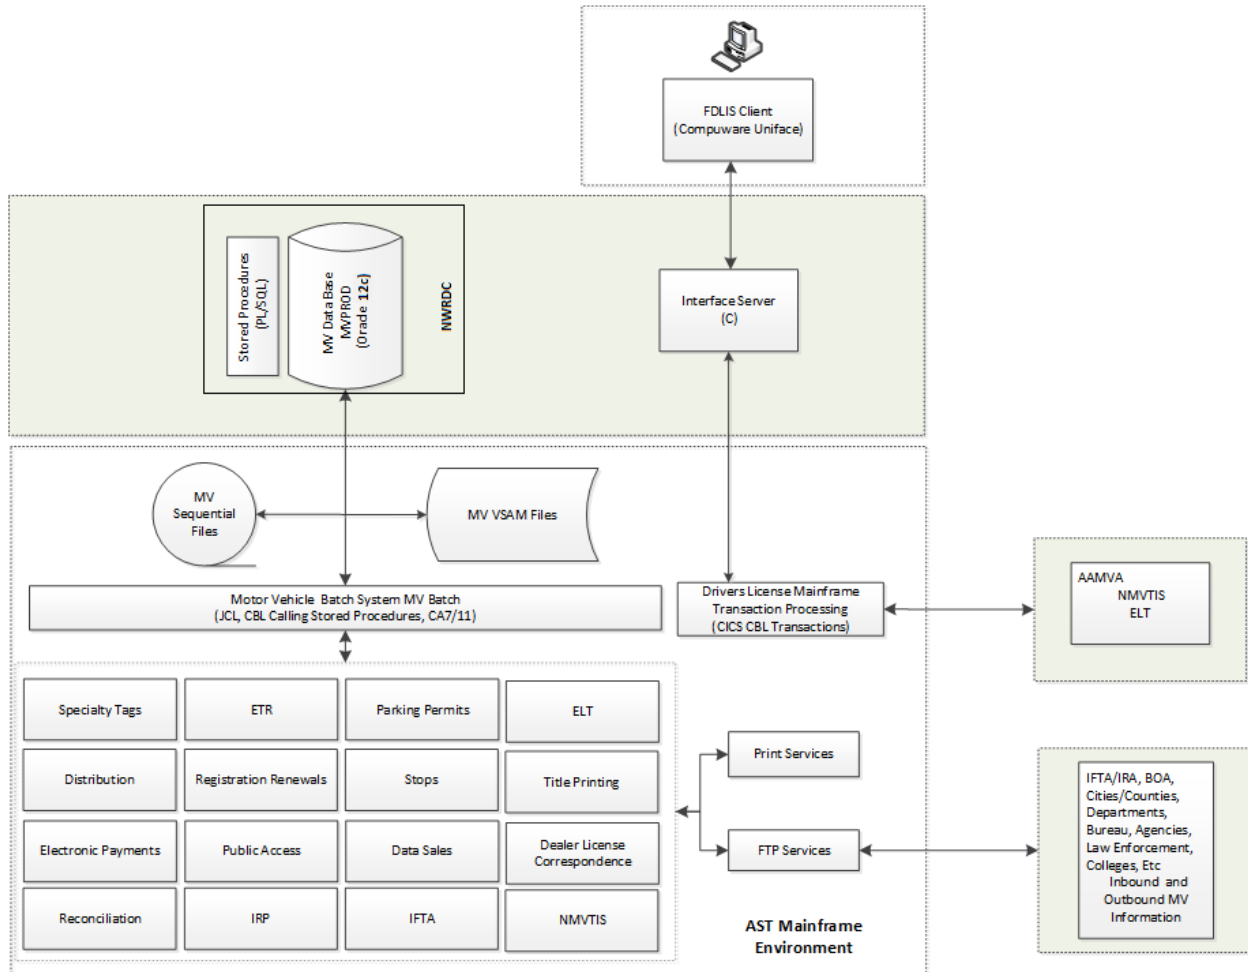 FDLIS Client
(Compuware Uniface)
Stored Procedures
(PL/SQL)
MV Data Base
MVPROD
(Oracle 12c)
NWRDC
Interface Server
(C)
MV
Sequential
Files
MV VSAM Files
Motor Vehicle Batch System MV Batch
(JCL, CBL Calling Stored Procedures, CA7/11)
Drivers License Mainframe
Transaction Processing
(CICS CBL Transactions)
AAMVA
NMVTIS
ELT
Specialty Tags
ETR
Parking Permits
ELT
Distribution
Registration Renewals
Stops
Title Printing
Electronic Payments
Public Access
Data Sales
Dealer License
Correspondence
Reconciliation
IRP
IFTA
NMVTIS
Print Services
FTP Services
IFTA/IRA, BOA,
Cities/Counties,
Departments,
Bureau, Agencies,
Law Enforcement,
Colleges, Etc
Inbound and
Outbound MV
Information
AST Mainframe
Environment